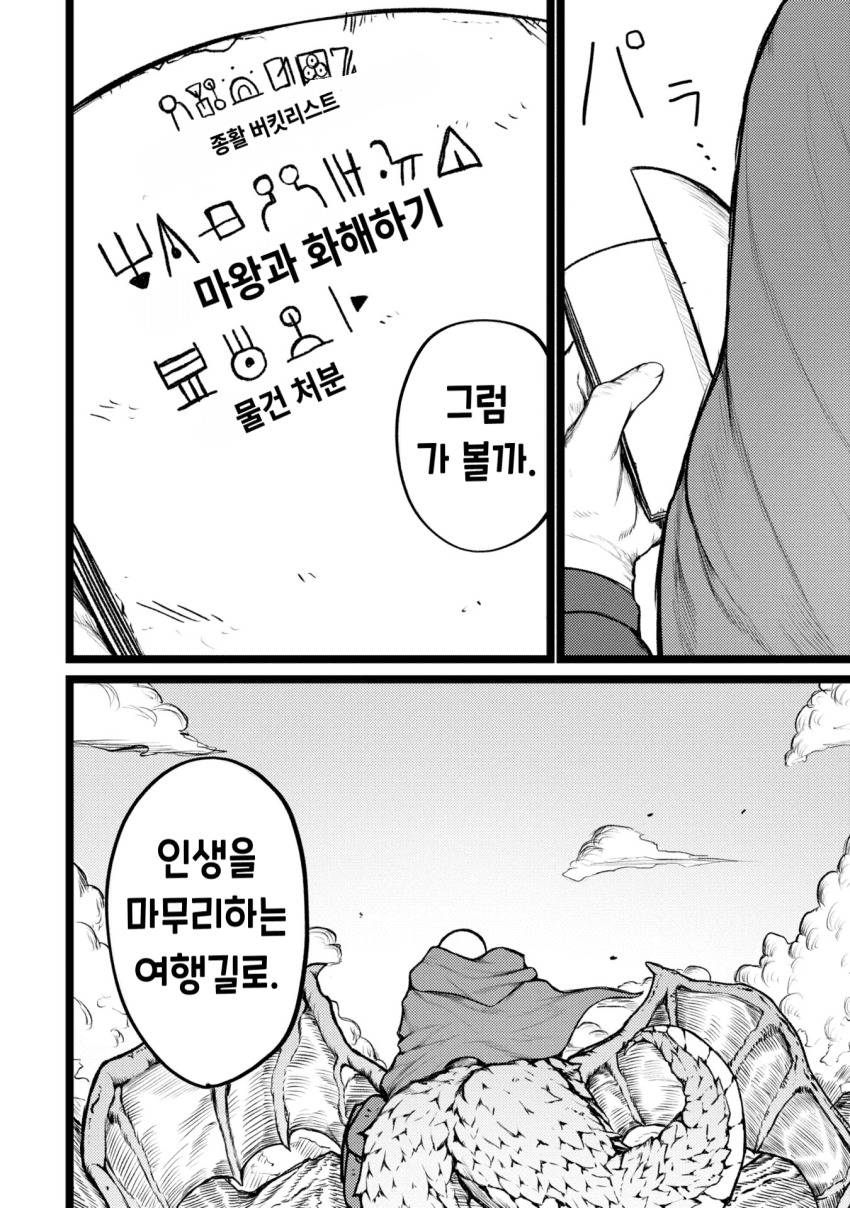 パラ…
종활 버킷리스트
마왕과 화해하기
물건 처분
그럼
가 볼까.
인생을
마무리하는
여행길로.